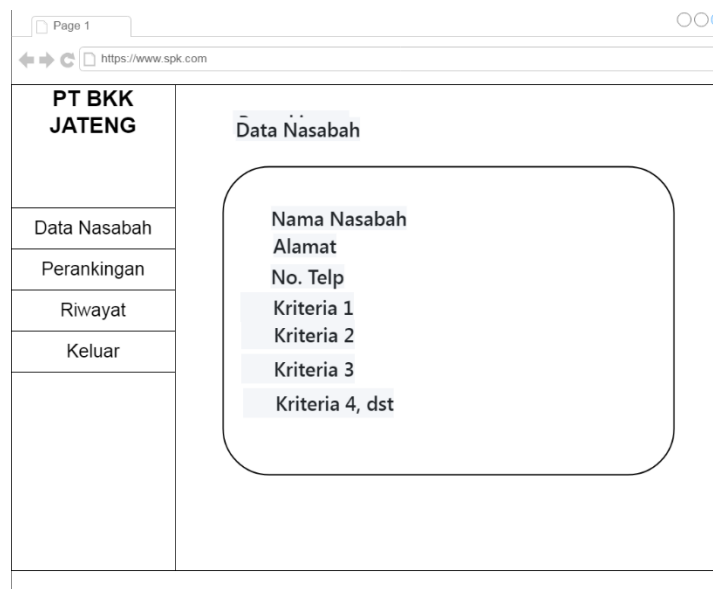 Page 1
https://www.spk.com
PT BKK
JATENG
Data Nasabah
Perankingan
Riwayat
Keluar
Data Nasabah
Nama Nasabah
Alamat
No. Telp
Kriteria 1
Kriteria 2
Kriteria 3
Kriteria 4, dst